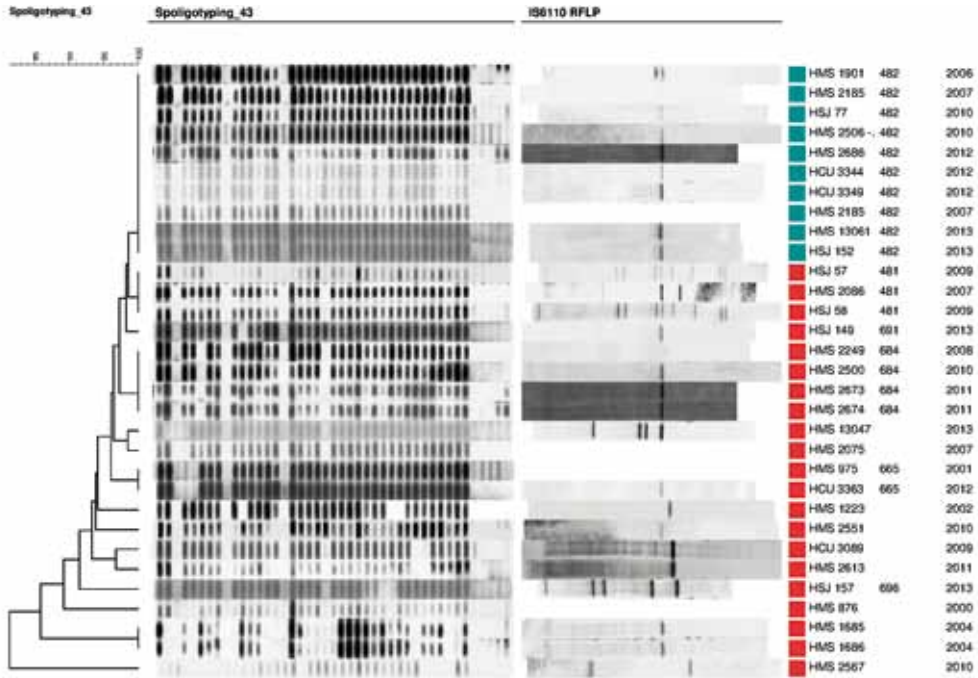 Spoligotyping_43 Spoligotyping_43 IS6110 RFLP
HMS 1901 482 2006
HMS 2185 482 2007
HSJ 77 482 2010
HMS 2506 -. 482 2010
HMS 2686 482 2012
HCU 3344 482 2012
HCU 3349 482 2012
HMS 2185 482 2007
HMS 13061 482 2013
HSJ 152 482 2013
HSJ 57 481 2009
HMS 2086 481 2007
HSJ 58 481 2009
HSJ 149 691 2013
HMS 2249 684 2008
HMS 2500 684 2010
HMS 2673 684 2011
HMS 2674 684 2011
HMS 13047 2013
HMS 2075 2007
HMS 975 665 2001
HCU 3363 665 2012
HMS 1223 2002
HMS 2551 2010
HCU 3089 2009
HMS 2613 2011
HSJ 157 696 2013
HMS 876 2000
HMS 1685 2004
HMS 1686 2004
HMS 2567 2010